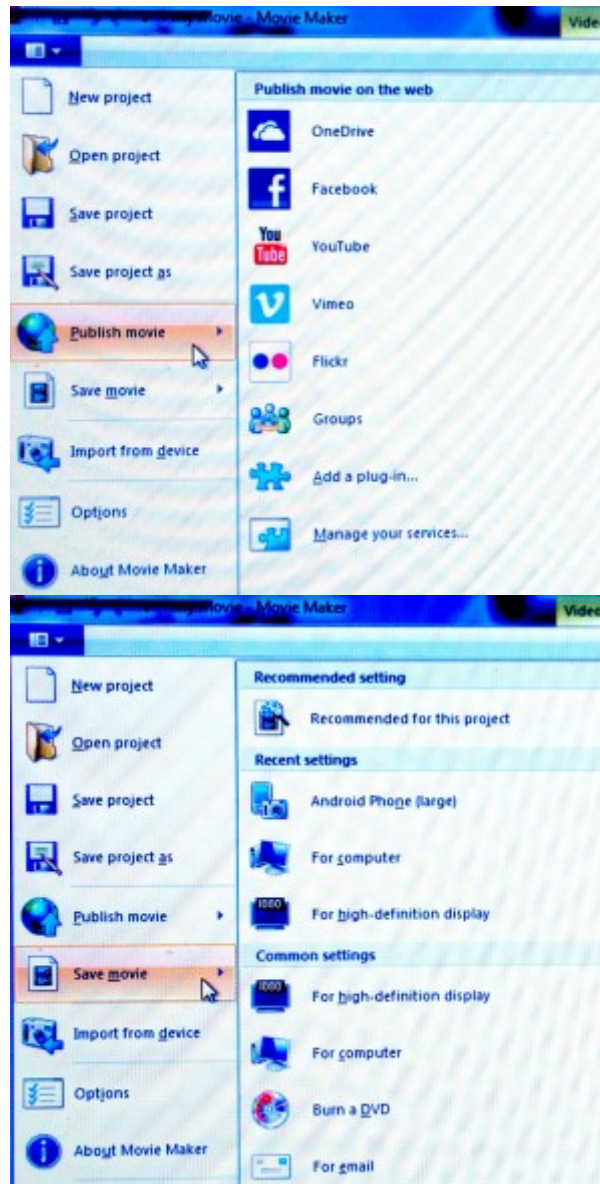 Movie Maker
Video
New project
Open project
Save project
Save project as
Publish movie
Save movie
Import from device
Options
About Movie Maker
Publish movie on the web
OneDrive
Facebook
You
Tube
YouTube
Vimeo
Flickr
Groups
Add a plug-in...
Manage your services...
Movie - Movie Maker
Video
New project
Open project
Save project
Save project as
Publish movie
Save movie
Import from device
Options
About Movie Maker
Recommended setting
Recommended for this project
Recent settings
Android Phone (large)
For computer
1080
For high-definition display
Common settings
1080
For high-definition display
For computer
Burn a DVD
For email